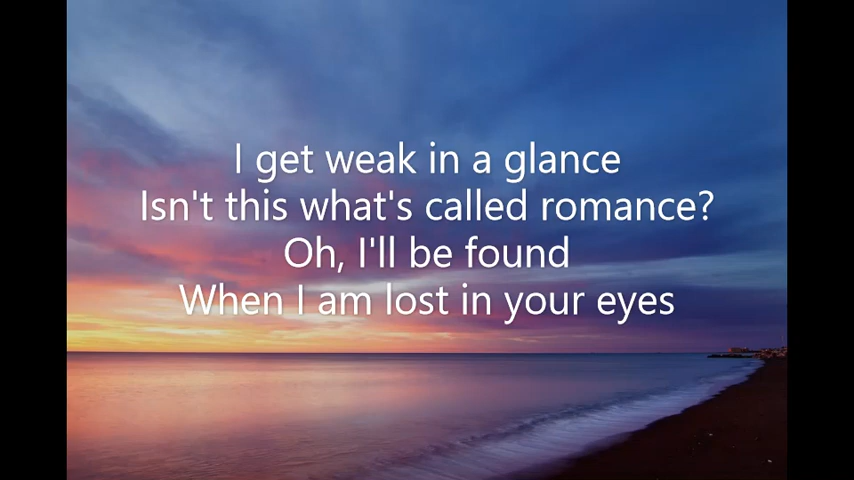 I get weak in a glance
Isn't this what's called romance?
Oh, I'll be found
When I am lost in your eyes